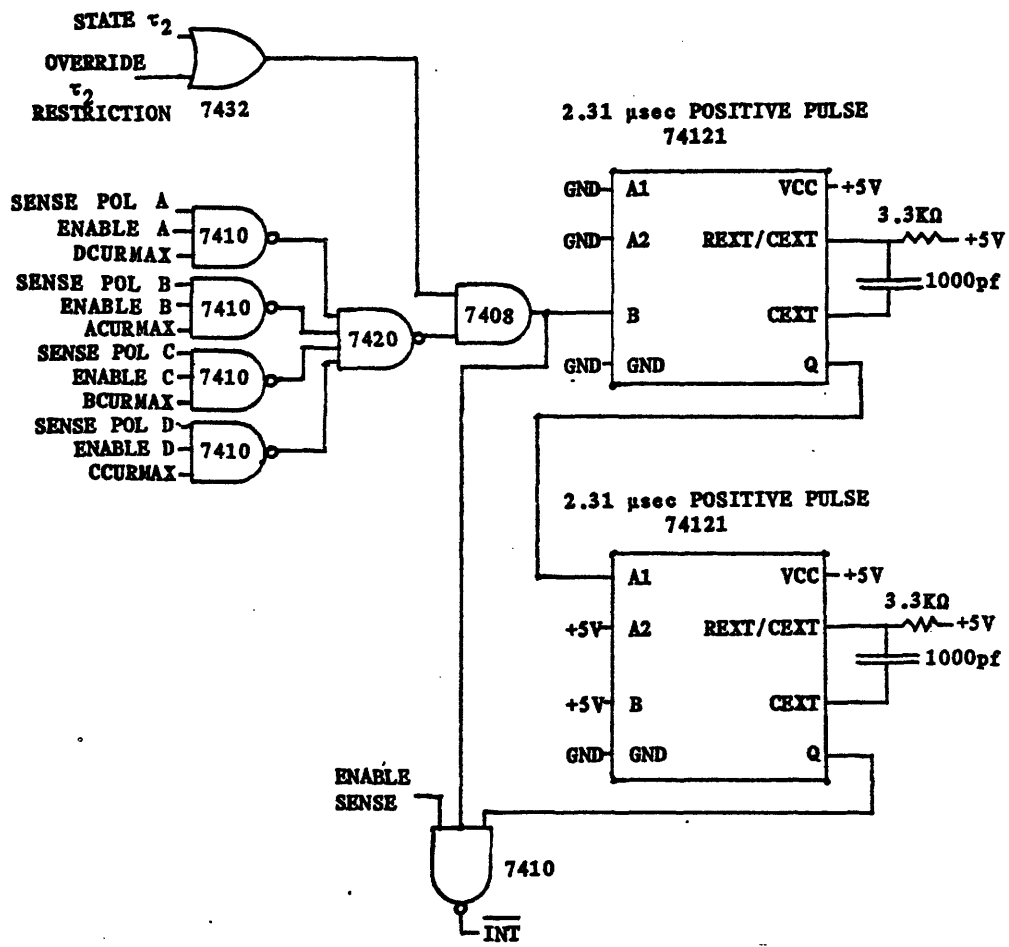 STATE τ2
OVERRIDE
τ2
RESTRICTION
7432
2.31 μsec POSITIVE PULSE
74121
GND
A1
VCC
+5V
3.3KΩ
GND
A2
REXT/CEXT
+5V
1000pf
B
CEXT
GND
GND
Q
SENSE POL A
ENABLE A
DCURMAX
7410
SENSE POL B
ENABLE B
ACURMAX
7410
SENSE POL C
ENABLE C
BCURMAX
7410
SENSE POL D
ENABLE D
CCURMAX
7410
7420
7408
2.31 μsec POSITIVE PULSE
74121
A1
VCC
+5V
3.3KΩ
+5V
A2
REXT/CEXT
+5V
1000pf
+5V
B
CEXT
GND
GND
Q
ENABLE
SENSE
7410
I̅N̅T̅